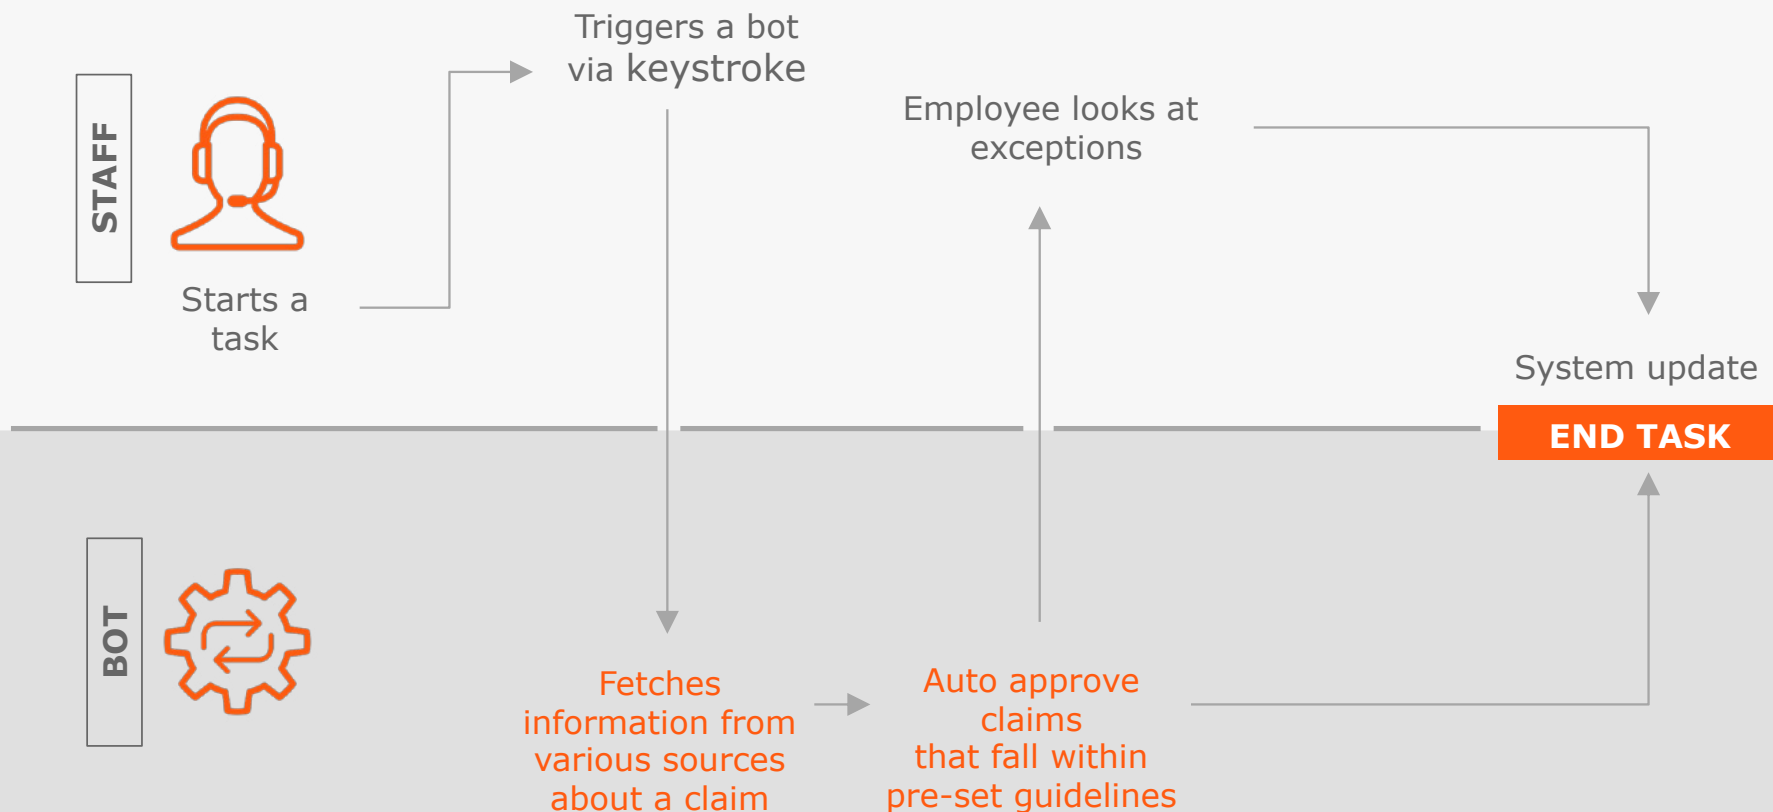 STAFF
Starts a
task
Triggers a bot
via keystroke
Employee looks at
exceptions
System update
END TASK
BOT
Fetches
information from
various sources
about a claim
Auto approve
claims
that fall within
pre-set guidelines